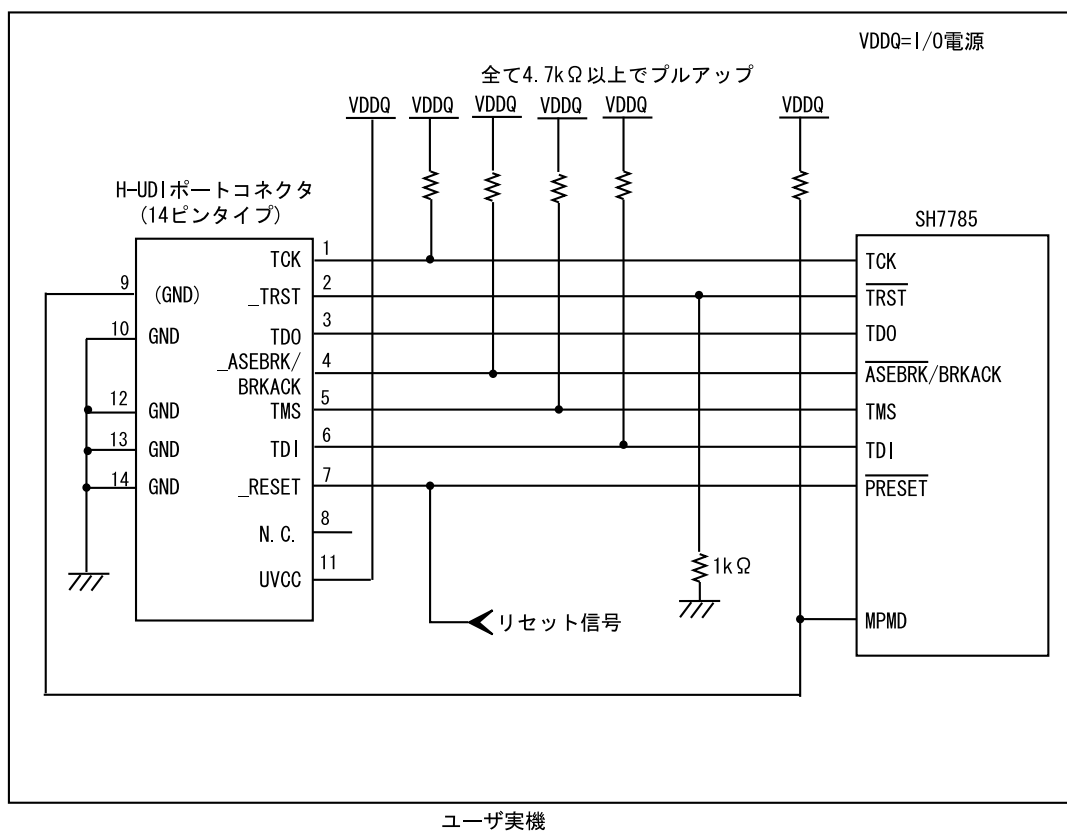 VDDQ=I/O電源
全て4.7kΩ以上でプルアップ
VDDQ VDDQ VDDQ VDDQ VDDQ VDDQ
H-UDIポートコネクタ
(14ピンタイプ)
SH7785
TCK 1 TCK
9 (GND) _TRST 2 TRST
10 GND TDO 3 TDO
_ASEBRK/ 4 ASEBRK/BRKACK
BRKACK
12 GND TMS 5 TMS
13 GND TDI 6 TDI
14 GND _RESET 7 PRESET
N.C. 8
UVCC 11
1kΩ
リセット信号
MPMD
ユーザ実機